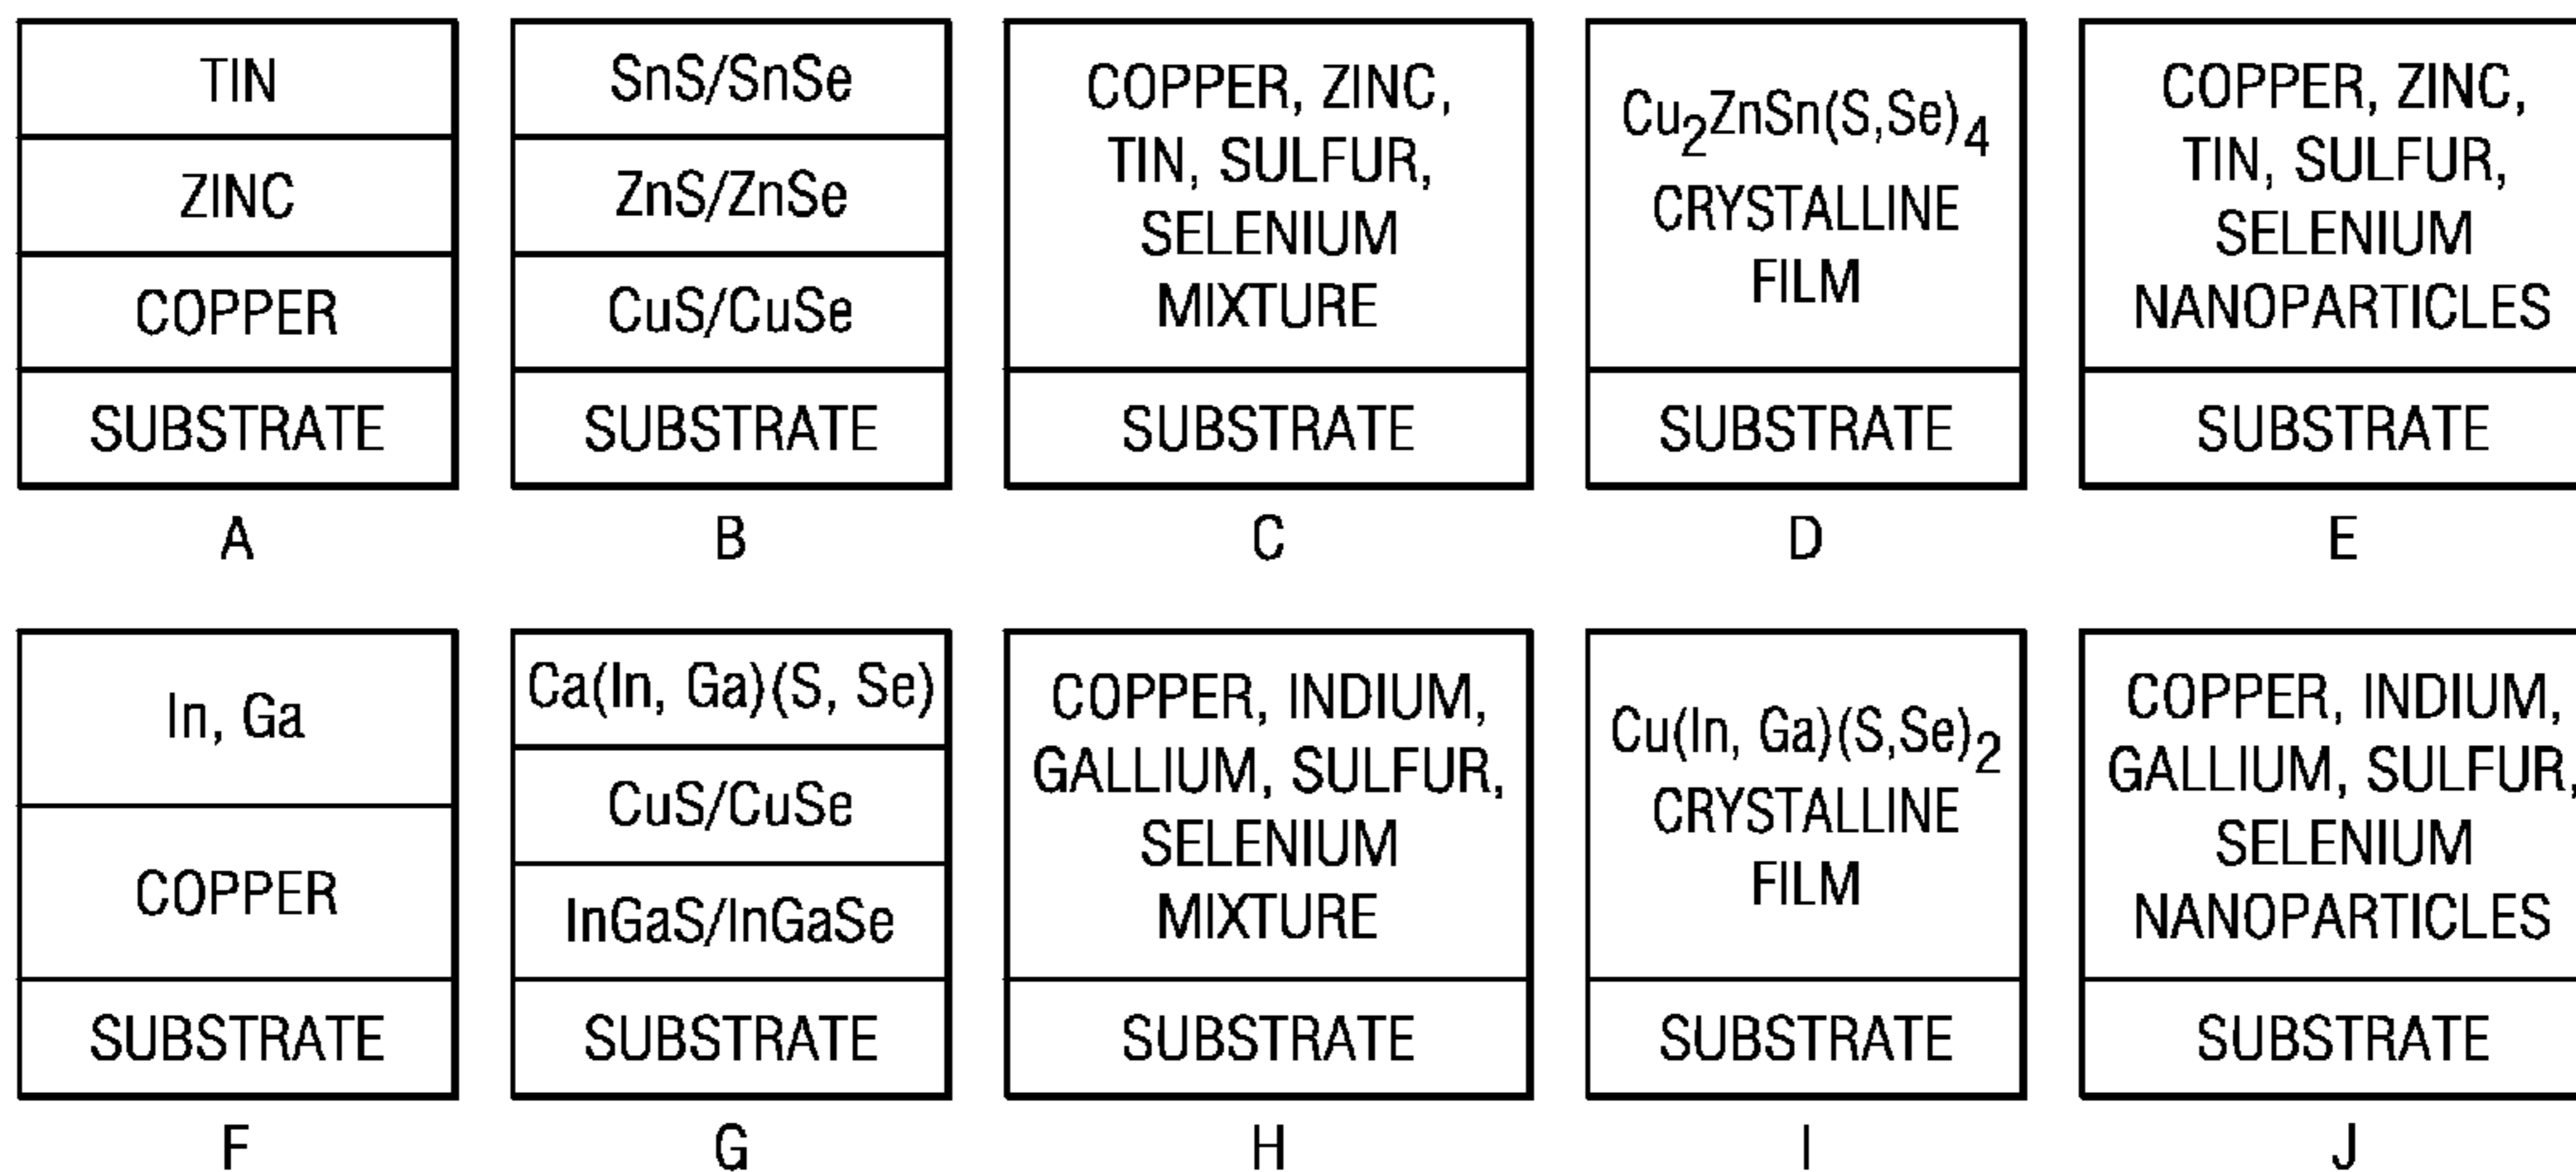 TIN
ZINC
COPPER
SUBSTRATE
A
SnS/SnSe
ZnS/ZnSe
CuS/CuSe
SUBSTRATE
B
COPPER, ZINC,
TIN, SULFUR,
SELENIUM
MIXTURE
SUBSTRATE
C
Cu2ZnSn(S,Se)4
CRYSTALLINE
FILM
SUBSTRATE
D
COPPER, ZINC,
TIN, SULFUR,
SELENIUM
NANOPARTICLES
SUBSTRATE
E
In, Ga
COPPER
SUBSTRATE
F
Ca(In, Ga)(S, Se)
CuS/CuSe
InGaS/InGaSe
SUBSTRATE
G
COPPER, INDIUM,
GALLIUM, SULFUR,
SELENIUM
MIXTURE
SUBSTRATE
H
Cu(In, Ga)(S,Se)2
CRYSTALLINE
FILM
SUBSTRATE
I
COPPER, INDIUM,
GALLIUM, SULFUR,
SELENIUM
NANOPARTICLES
SUBSTRATE
J